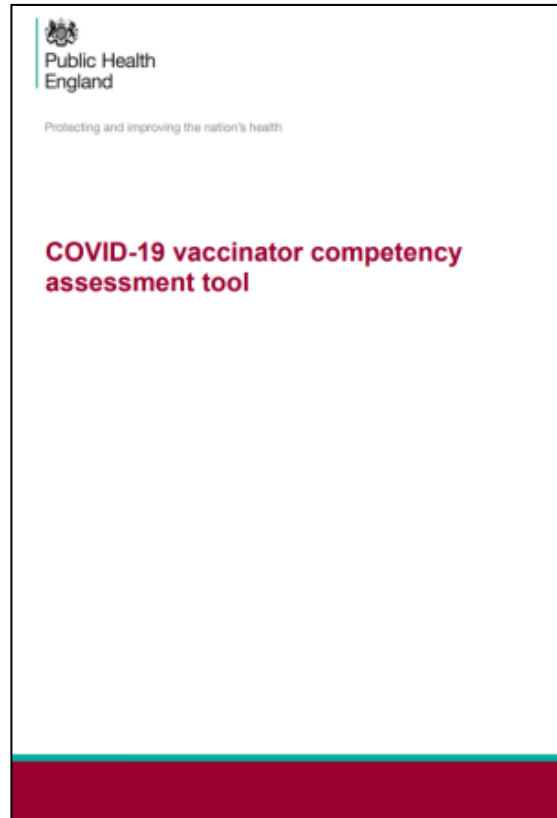 Public Health
England
Protecting and improving the nation's health
COVID-19 vaccinator competency
assessment tool